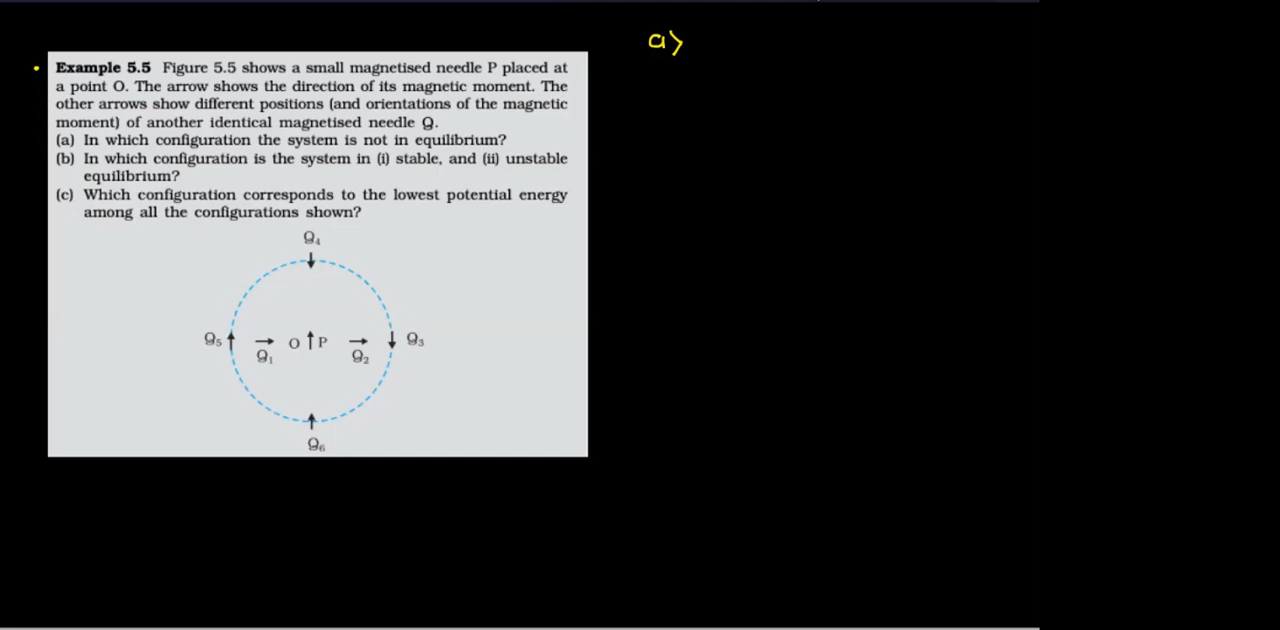 a)
• Example 5.5 Figure 5.5 shows a small magnetised needle P placed at
a point O. The arrow shows the direction of its magnetic moment. The
other arrows show different positions (and orientations of the magnetic
moment) of another identical magnetised needle Q.
(a) In which configuration the system is not in equilibrium?
(b) In which configuration is the system in (i) stable, and (ii) unstable
equilibrium?
(c) Which configuration corresponds to the lowest potential energy
among all the configurations shown?
Q₄
Q₅ O P Q₃
Q₁ Q₂
Q₆